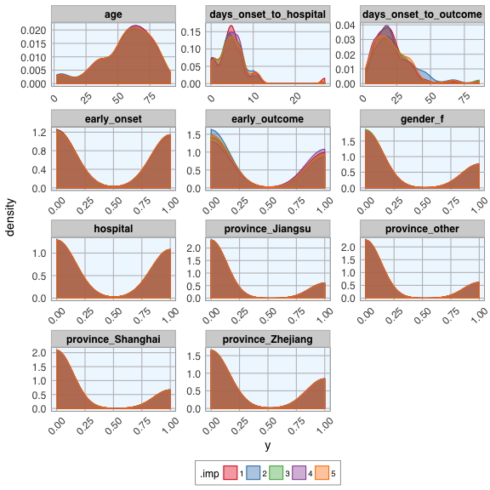 age days_onset_to_hospital days_onset_to_outcome
0.020 0.015 0.010 0.005 0.000
0.15 0.10 0.05 0.00
0.04 0.03 0.02 0.01 0.00
0 25 50 75 0 10 20 0 25 50 75
early_onset early_outcome gender_f
1.2 0.8 0.4 0.0
1.5 1.0 0.5 0.0
1.5 1.0 0.5 0.0
0.00 0.25 0.50 0.75 1.00 0.00 0.25 0.50 0.75 1.00 0.00 0.25 0.50 0.75 1.00
density
hospital province_Jiangsu province_other
1.0 0.5 0.0
2.0 1.5 1.0 0.5 0.0
2.0 1.5 1.0 0.5 0.0
0.00 0.25 0.50 0.75 1.00 0.00 0.25 0.50 0.75 1.00 0.00 0.25 0.50 0.75 1.00
province_Shanghai province_Zhejiang
2.0 1.5 1.0 0.5 0.0
1.5 1.0 0.5 0.0
0.00 0.25 0.50 0.75 1.00 0.00 0.25 0.50 0.75 1.00
y
.imp 1 2 3 4 5